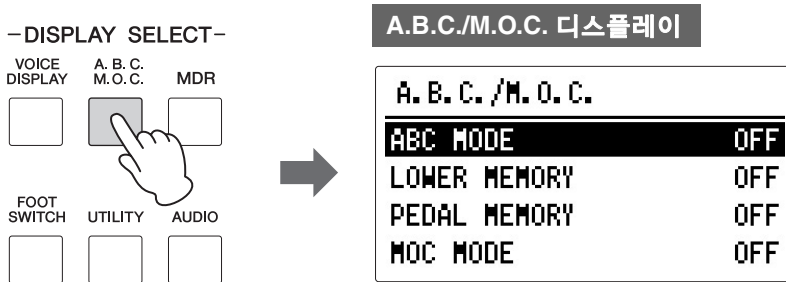 -DISPLAY SELECT-
VOICE DISPLAY
A. B. C. M. O. C.
MDR
FOOT SWITCH
UTILITY
AUDIO
A.B.C./M.O.C. 디스플레이
A. B. C. /M. O. C.
ABC MODE OFF
LOWER MEMORY OFF
PEDAL MEMORY OFF
MOC MODE OFF